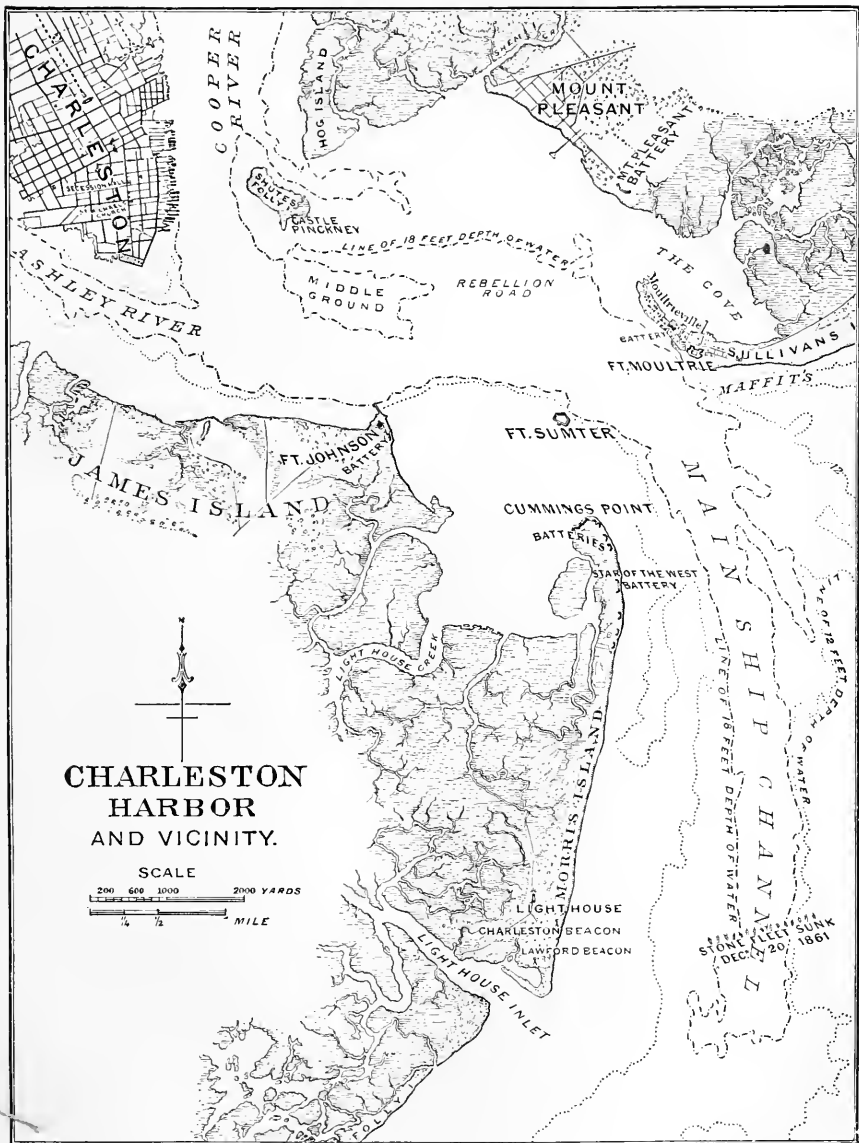 CHARLESTON
SECESSION HALL
COOPER
RIVER
HOG ISLAND
MOUNT
PLEASANT
MT. PLEASANT
BATTERY
SHUTES
FOLLY I.
CASTLE
PINCKNEY
LINE OF 18 FEET DEPTH OF WATER
MIDDLE
GROUND
REBELLION
ROAD
THE COVE
Moultrieville
BATTERY
SULLIVANS I
FT. MOULTRIE
MAFFIT'S
ASHLEY RIVER
FT. JOHNSON
BATTERY
FT. SUMTER
JAMES ISLAND
CUMMINGS POINT
BATTERIES
STAR OF THE WEST
BATTERY
MAIN SHIP CHANNEL
LINE OF 18 FEET DEPTH OF WATER
LINE OF 12 FEET DEPTH OF WATER
LIGHT HOUSE CREEK
MORRIS ISLAND
N
CHARLESTON
HARBOR
AND VICINITY.
SCALE
200 600 1000 2000 YARDS
¼ ½ MILE
LIGHT HOUSE
CHARLESTON BEACON
LAWFORD BEACON
LIGHT HOUSE INLET
STONE FLEET SUNK
DEC. 20, 1861
FOLLY I.